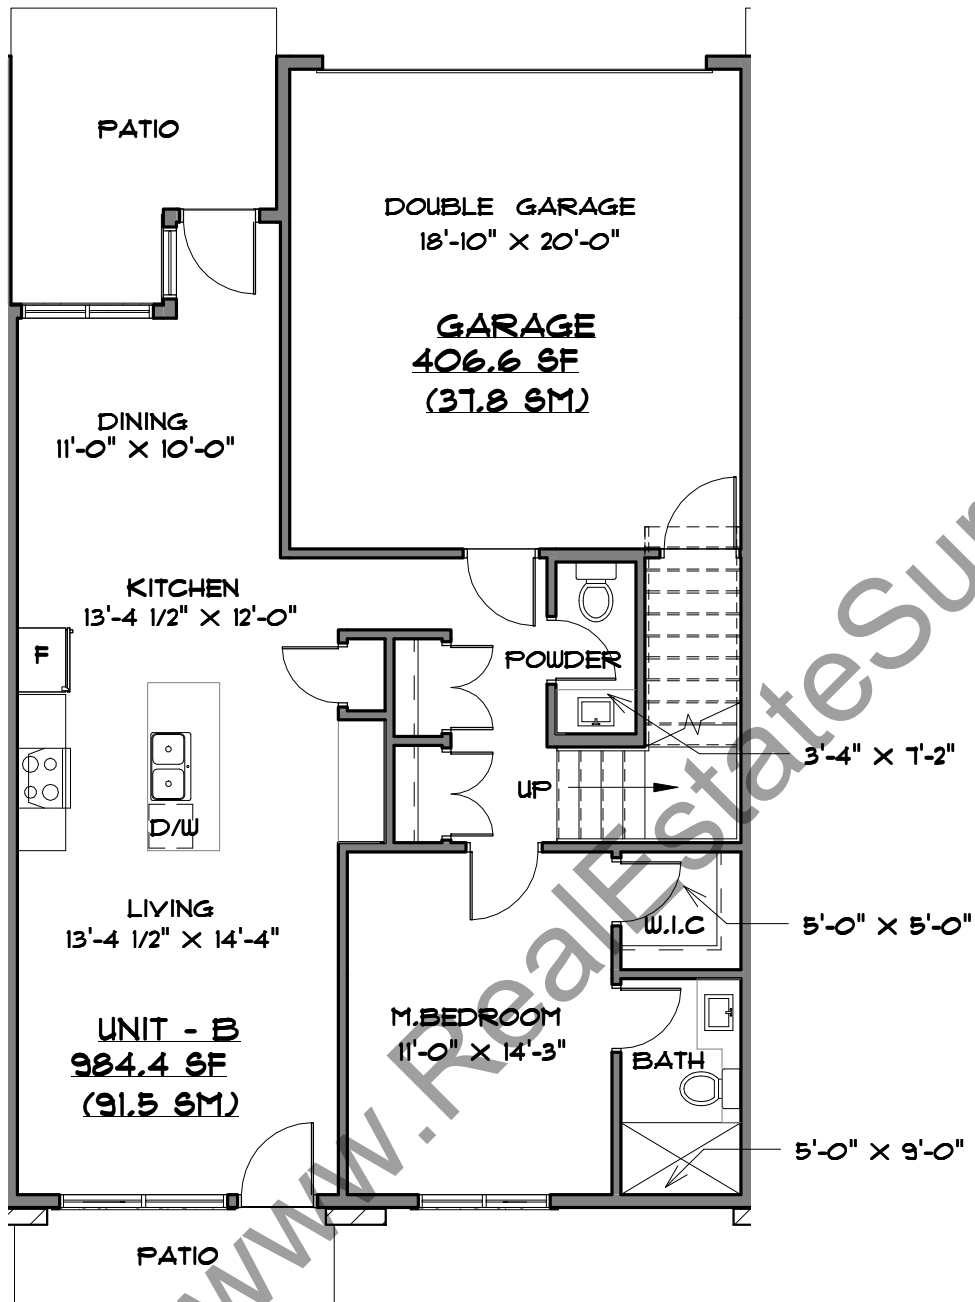 PATIO
DOUBLE GARAGE
18'-10" X 20'-0"
GARAGE
406.6 SF
(37.8 SM)
DINING
11'-0" X 10'-0"
KITCHEN
13'-4 1/2" X 12'-0"
F
POWDER
3'-4" X 7'-2"
UP
D/W
LIVING
13'-4 1/2" X 14'-4"
W.I.C
5'-0" X 5'-0"
UNIT - B
984.4 SF
(91.5 SM)
M.BEDROOM
11'-0" X 14'-3"
BATH
5'-0" X 9'-0"
PATIO
www.RealEstateSur